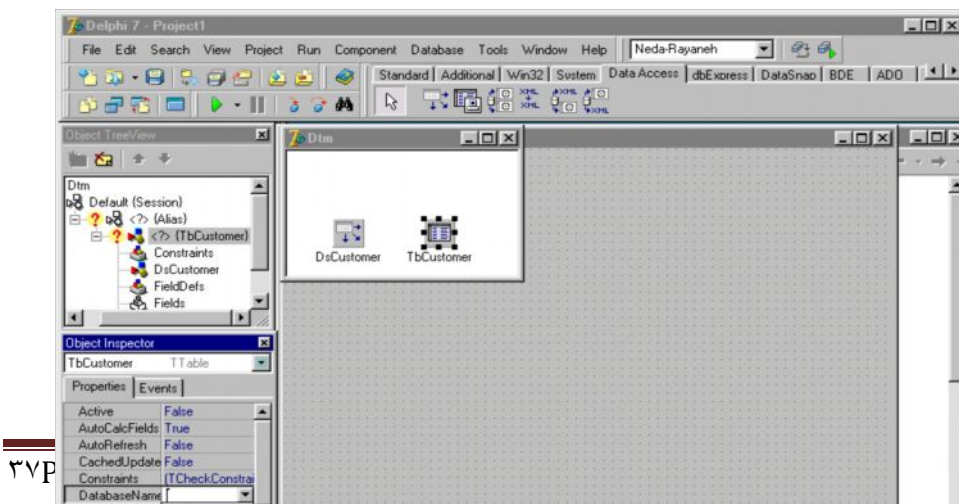 Delphi 7 - Project1
File Edit Search View Project Run Component Database Tools Window Help Neda-Rayaneh
Standard Additional Win32 System Data Access dbExpress DataSnap BDE ADO
Object TreeView
Dtm
Default {Session}
<?> {Alias}
<?> {TbCustomer}
Constraints
DsCustomer
FieldDefs
Fields
Dtm
DsCustomer TbCustomer
Object Inspector
TbCustomer TTable
Properties Events
Active False
AutoCalcFields True
AutoRefresh False
CachedUpdate False
Constraints (TCheckConstrai
DatabaseName
۳۷P